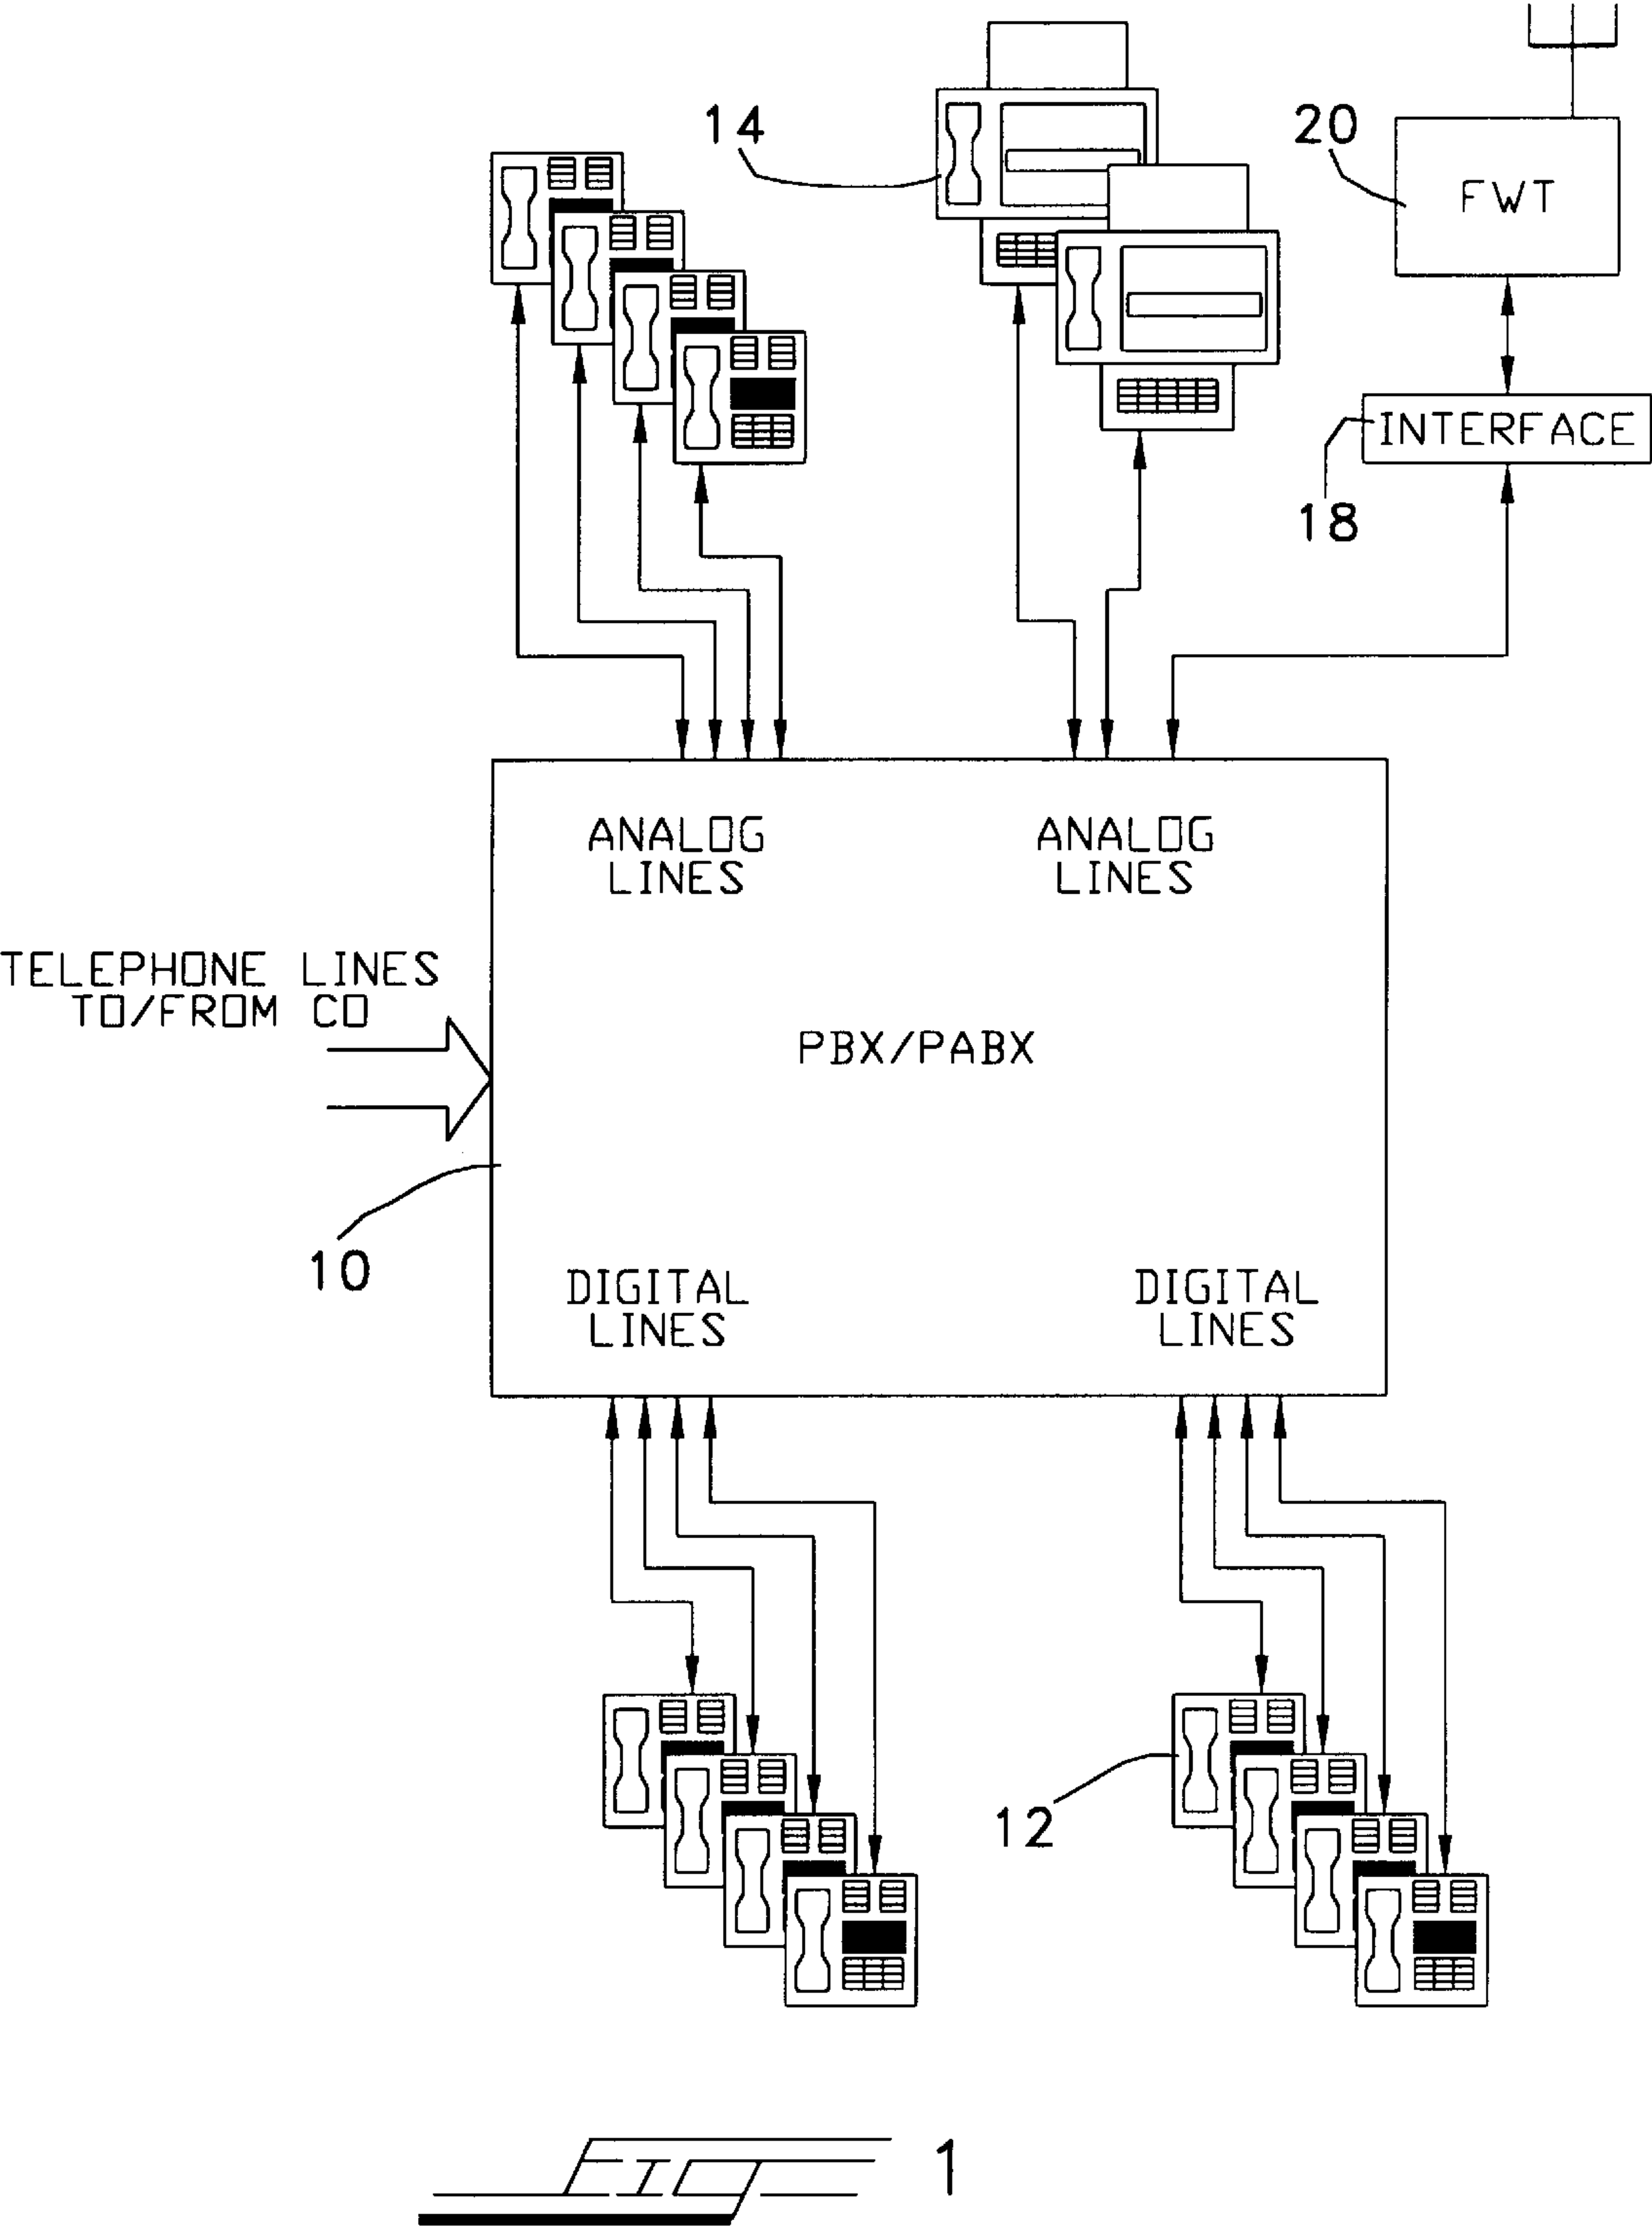 14
20
FWT
INTERFACE
18
ANALOG
LINES
ANALOG
LINES
TELEPHONE LINES
TO/FROM CO
PBX/PABX
10
DIGITAL
LINES
DIGITAL
LINES
12
FIG 1